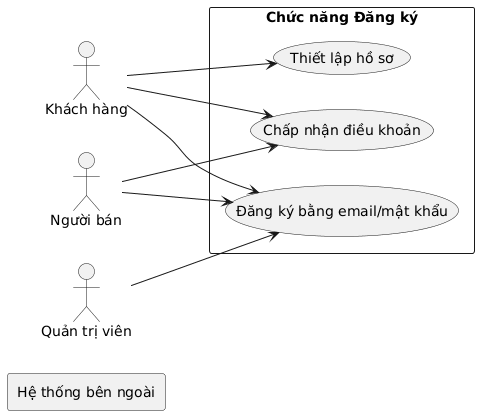 Chức năng Đăng ký
Thiết lập hồ sơ
Khách hàng
Chấp nhận điều khoản
Người bán
Đăng ký bằng email/mật khẩu
Quản trị viên
Hệ thống bên ngoài